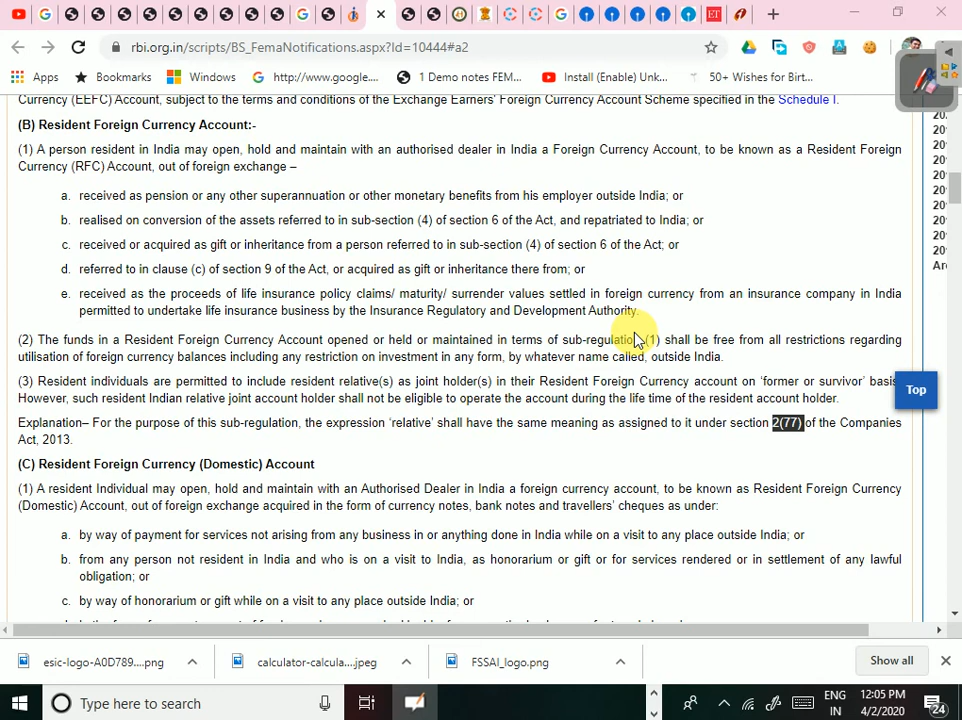 rbi.org.in/scripts/BS_FemaNotifications.aspx?Id=10444#a2
Apps
Bookmarks
Windows
http://www.google....
1 Demo notes FEM...
Install (Enable) Unk...
50+ Wishes for Birt...
Currency (EEFC) Account, subject to the terms and conditions of the Exchange Earners' Foreign Currency Account Scheme specified in the Schedule I.
(B) Resident Foreign Currency Account:-
(1) A person resident in India may open, hold and maintain with an authorised dealer in India a Foreign Currency Account, to be known as a Resident Foreign
Currency (RFC) Account, out of foreign exchange –
a. received as pension or any other superannuation or other monetary benefits from his employer outside India; or
b. realised on conversion of the assets referred to in sub-section (4) of section 6 of the Act, and repatriated to India; or
c. received or acquired as gift or inheritance from a person referred to in sub-section (4) of section 6 of the Act; or
d. referred to in clause (c) of section 9 of the Act, or acquired as gift or inheritance there from; or
e. received as the proceeds of life insurance policy claims/ maturity/ surrender values settled in foreign currency from an insurance company in India
permitted to undertake life insurance business by the Insurance Regulatory and Development Authority.
(2) The funds in a Resident Foreign Currency Account opened or held or maintained in terms of sub-regulation (1) shall be free from all restrictions regarding
utilisation of foreign currency balances including any restriction on investment in any form, by whatever name called, outside India.
(3) Resident individuals are permitted to include resident relative(s) as joint holder(s) in their Resident Foreign Currency account on 'former or survivor' basis.
However, such resident Indian relative joint account holder shall not be eligible to operate the account during the life time of the resident account holder.
Explanation– For the purpose of this sub-regulation, the expression 'relative' shall have the same meaning as assigned to it under section 2(77) of the Companies
Act, 2013.
(C) Resident Foreign Currency (Domestic) Account
(1) A resident Individual may open, hold and maintain with an Authorised Dealer in India a foreign currency account, to be known as Resident Foreign Currency
(Domestic) Account, out of foreign exchange acquired in the form of currency notes, bank notes and travellers' cheques as under:
a. by way of payment for services not arising from any business in or anything done in India while on a visit to any place outside India; or
b. from any person not resident in India and who is on a visit to India, as honorarium or gift or for services rendered or in settlement of any lawful
obligation; or
c. by way of honorarium or gift while on a visit to any place outside India; or
Top
esic-logo-A0D789....png
calculator-calcula....jpeg
FSSAI_logo.png
Show all
Type here to search
ENG
IN
12:05 PM
4/2/2020
24